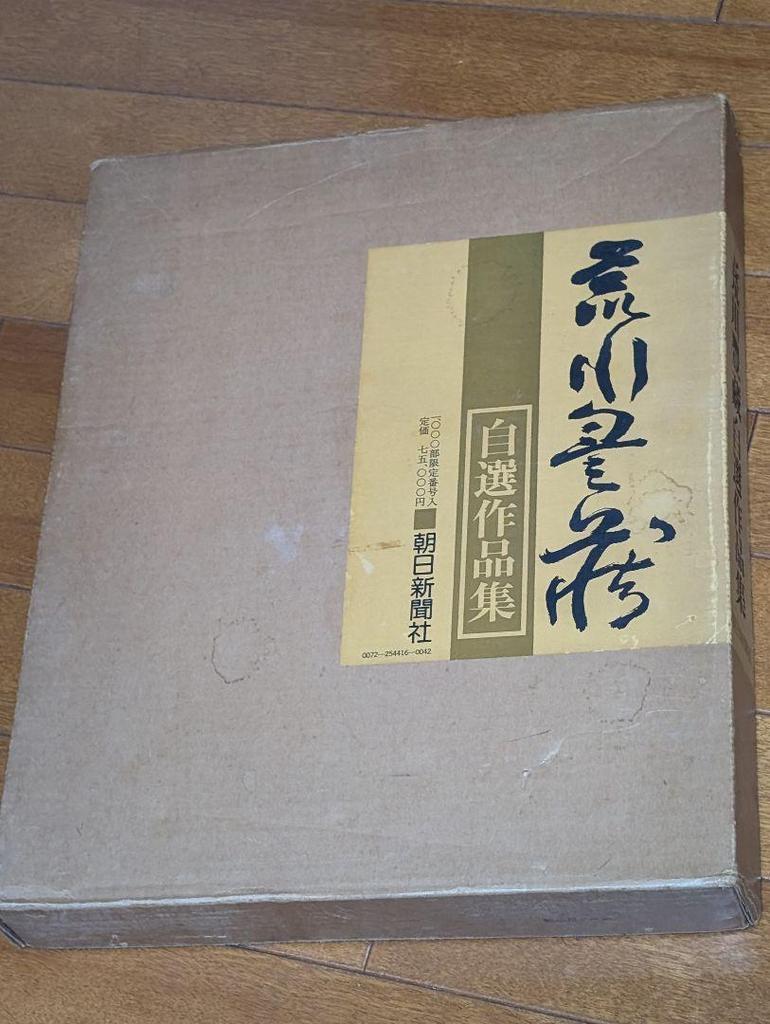 荒川豊蔵
自選作品集
一〇〇〇部限定番号入
定価 七五、〇〇〇円
朝日新聞社
0072-254416-0042